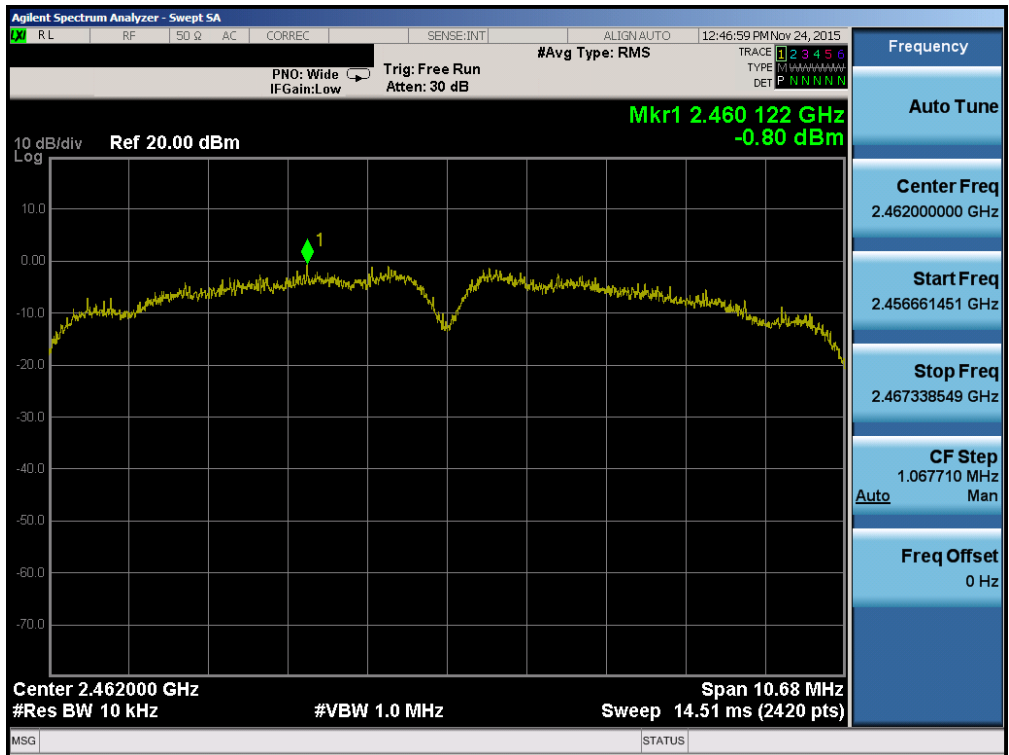 Agilent Spectrum Analyzer - Swept SA
LXI RL RF 50 Ω AC CORREC SENSE:INT ALIGN AUTO 12:46:59 PM Nov 24, 2015
#Avg Type: RMS TRACE 1 2 3 4 5 6
PNO: Wide Trig: Free Run TYPE M W W W W W
IFGain:Low Atten: 30 dB DET P N N N N N
Mkr1 2.460 122 GHz
-0.80 dBm
10 dB/div Ref 20.00 dBm
Log
10.0
1
0.00
-10.0
-20.0
-30.0
-40.0
-50.0
-60.0
-70.0
Center 2.462000 GHz Span 10.68 MHz
#Res BW 10 kHz #VBW 1.0 MHz Sweep 14.51 ms (2420 pts)
MSG STATUS
Frequency
Auto Tune
Center Freq
2.462000000 GHz
Start Freq
2.456661451 GHz
Stop Freq
2.467338549 GHz
CF Step
1.067710 MHz
Auto Man
Freq Offset
0 Hz